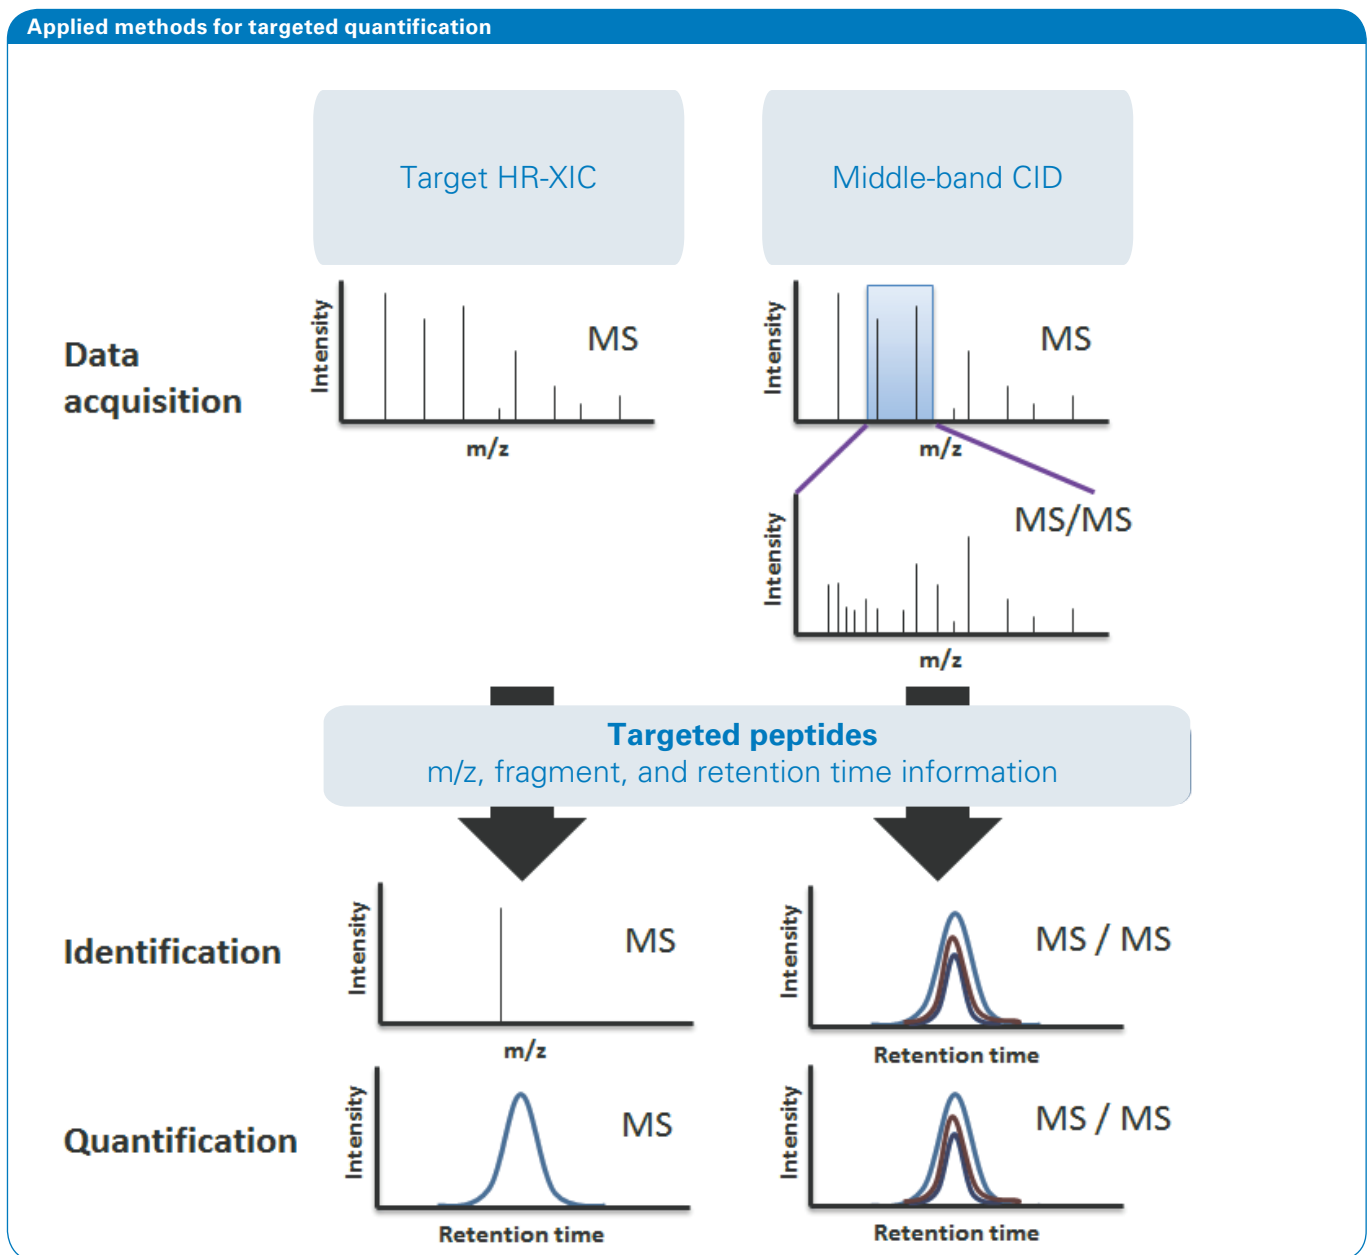 Applied methods for targeted quantification
Target HR-XIC
Middle-band CID
Data
acquisition
Intensity
MS
m/z
Intensity
MS
m/z
Intensity
MS/MS
m/z
Targeted peptides
m/z, fragment, and retention time information
Identification
Intensity
MS
m/z
Intensity
MS / MS
Retention time
Quantification
Intensity
MS
Retention time
Intensity
MS / MS
Retention time